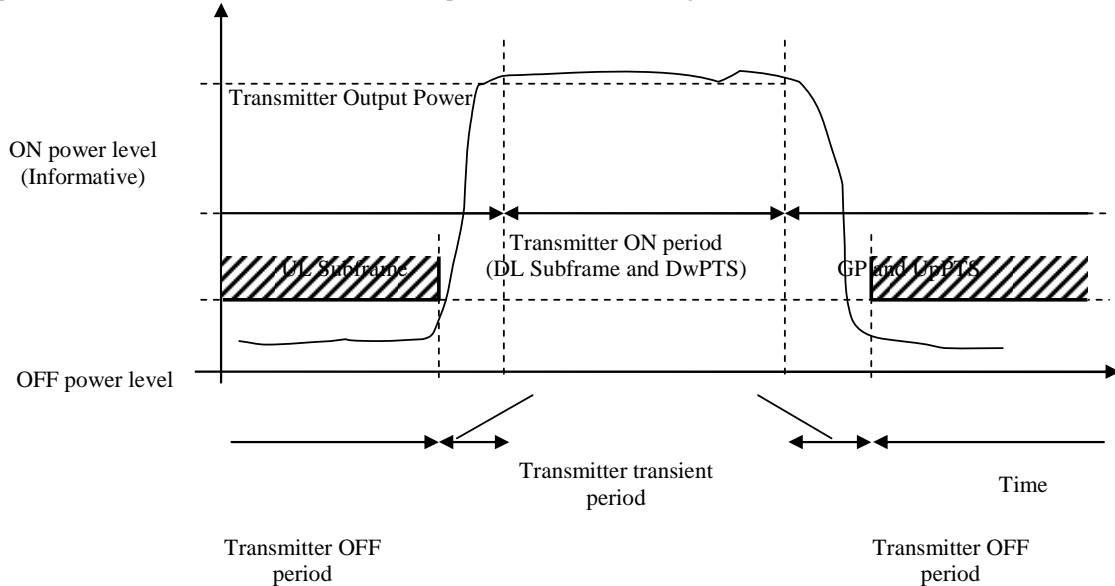 Transmitter Output Power
ON power level
(Informative)
Transmitter ON period
(DL Subframe and DwPTS)
UL Subframe
GP and UpPTS
OFF power level
Transmitter transient
period
Time
Transmitter OFF
period
Transmitter OFF
period